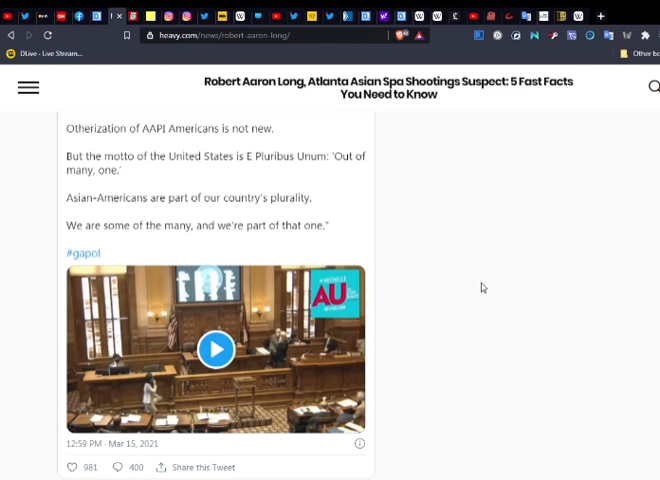 heavy.com/news/robert-aaron-long/
DLive - Live Stream...
Other bo
Robert Aaron Long, Atlanta Asian Spa Shootings Suspect: 5 Fast Facts
You Need to Know
Otherization of AAPI Americans is not new.
But the motto of the United States is E Pluribus Unum: 'Out of
many, one.'
Asian-Americans are part of our country's plurality.
We are some of the many, and we're part of that one."
#gapol
MICHELLE
AU
12:59 PM · Mar 15, 2021
981
400
Share this Tweet